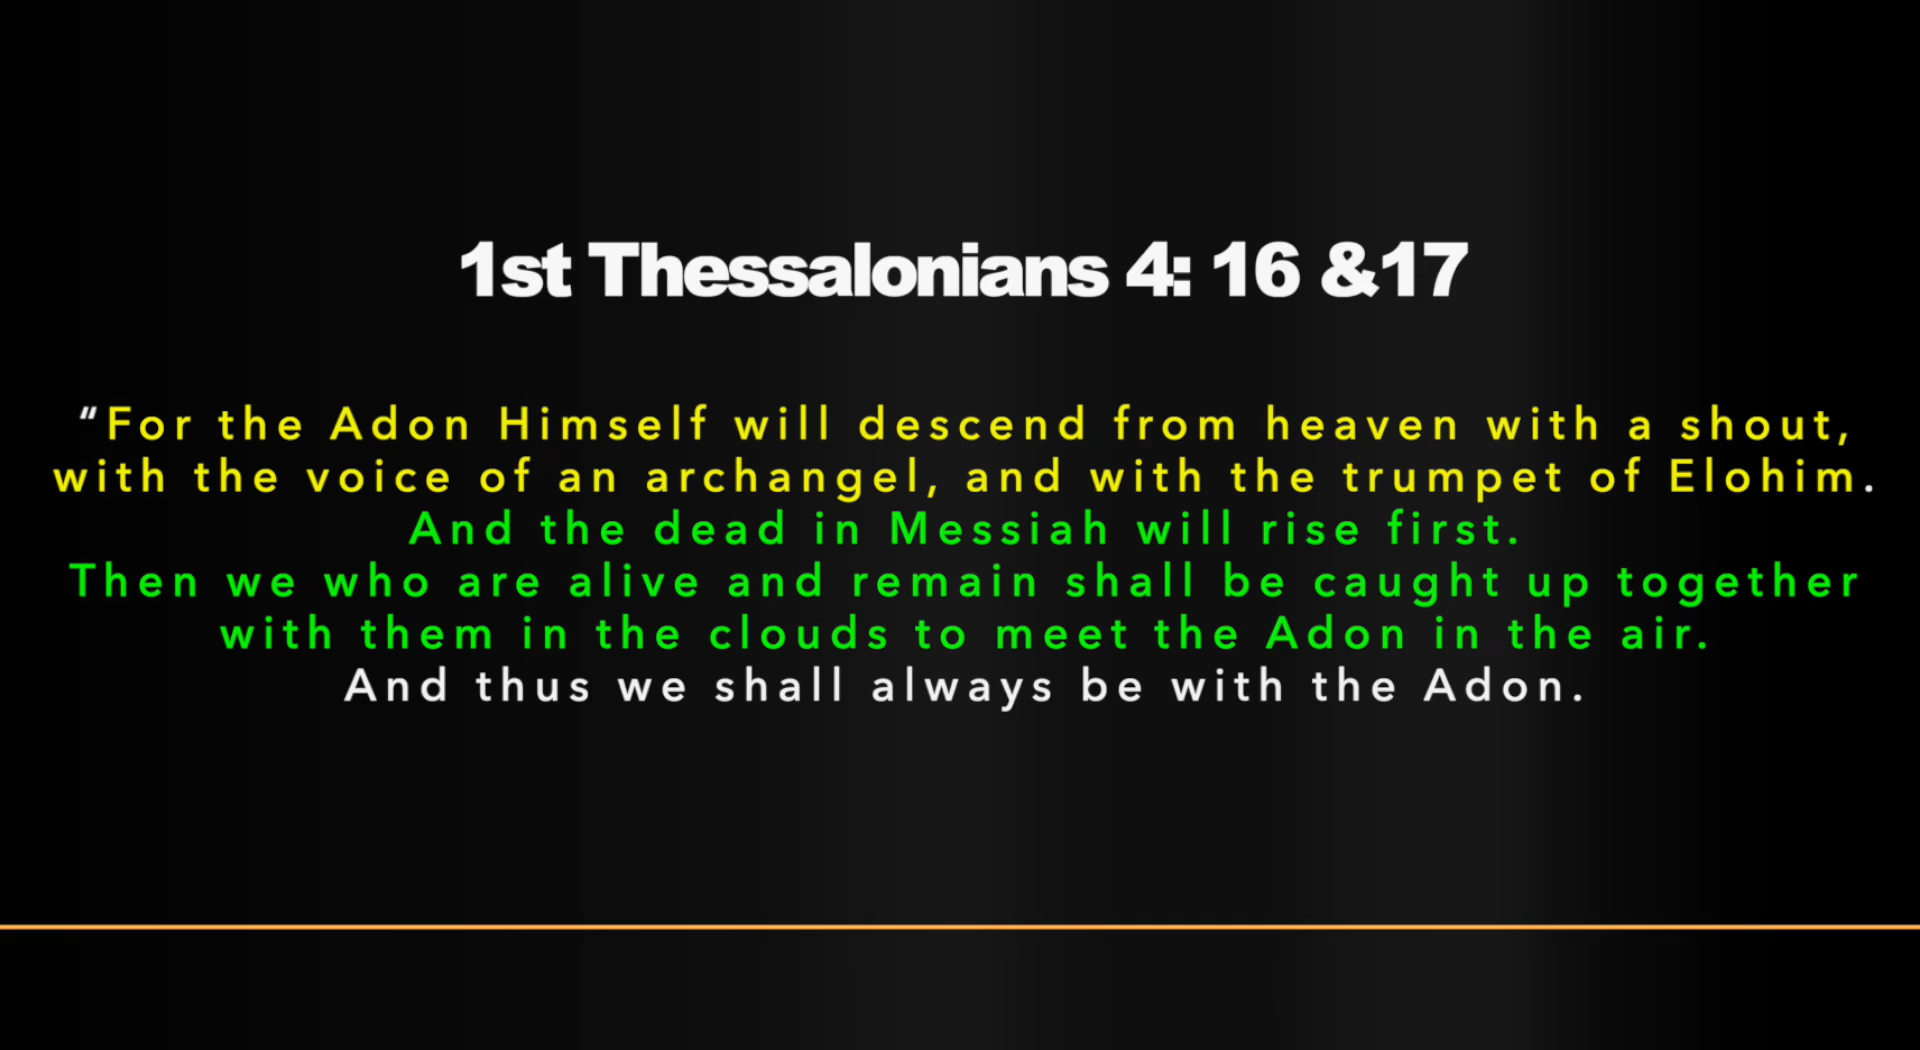 1st Thessalonians 4: 16 &17
“For the Adon Himself will descend from heaven with a shout,
with the voice of an archangel, and with the trumpet of Elohim.
And the dead in Messiah will rise first.
Then we who are alive and remain shall be caught up together
with them in the clouds to meet the Adon in the air.
And thus we shall always be with the Adon.